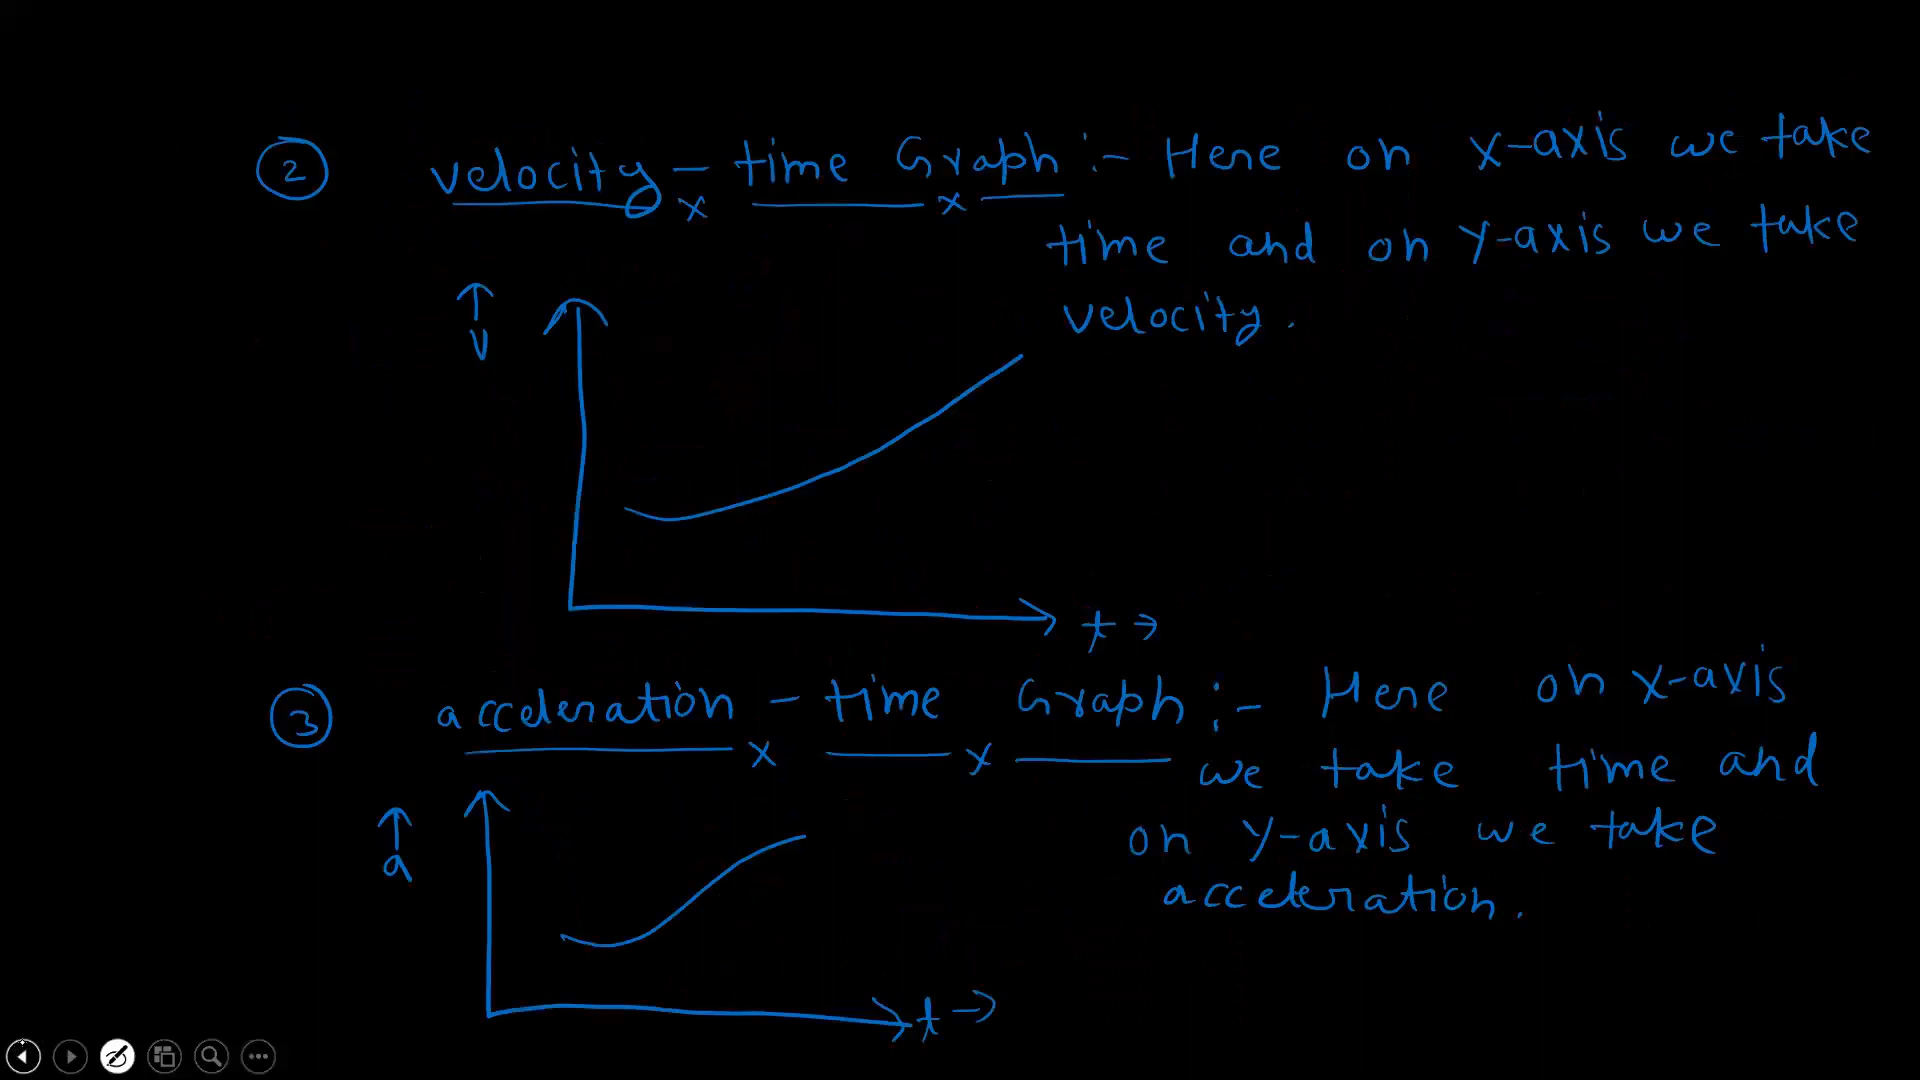 ② velocity - time Graph :- Here on x-axis we take
time and on y-axis we take
velocity.
↑
v
t →
③ acceleration - time Graph :- Here on x-axis
we take time and
on y-axis we take
acceleration.
↑
a
t →